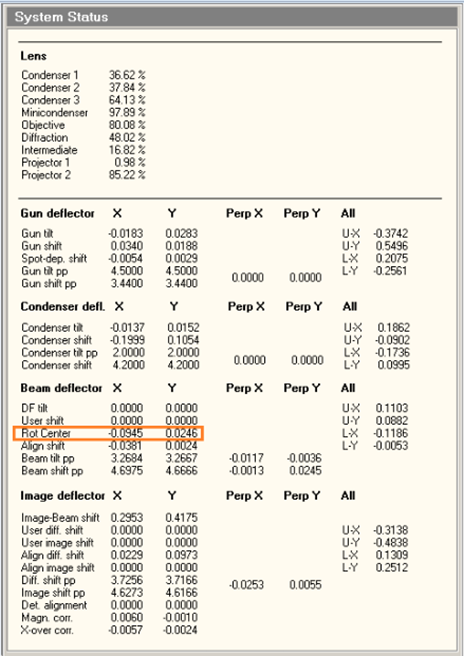 System Status
Lens
Condenser 1 36.62 %
Condenser 2 37.84 %
Condenser 3 64.13 %
Minicondenser 97.89 %
Objective 80.08 %
Diffraction 48.02 %
Intermediate 16.82 %
Projector 1 0.98 %
Projector 2 85.22 %
Gun deflector X Y Perp X Perp Y All
Gun tilt -0.0183 0.0283 U-X -0.3742
Gun shift 0.0340 0.0188 U-Y 0.5496
Spot-dep. shift -0.0054 0.0029 L-X 0.2075
Gun tilt pp 4.5000 4.5000 L-Y -0.2561
Gun shift pp 3.4400 3.4400 0.0000 0.0000
Condenser defl. X Y Perp X Perp Y All
Condenser tilt -0.0137 0.0152 U-X 0.1862
Condenser shift -0.1999 0.1054 U-Y -0.0902
Condenser tilt pp 2.0000 2.0000 L-X -0.1736
Condenser shift 4.2000 4.2000 0.0000 0.0000 L-Y 0.0995
Beam deflector X Y Perp X Perp Y All
DF tilt 0.0000 0.0000 U-X 0.1103
User shift 0.0000 0.0000 U-Y 0.0882
Rot Center -0.0945 0.0246 L-X -0.1186
Align shift -0.0381 0.0024 L-Y -0.0053
Beam tilt pp 3.2684 3.2667 -0.0117 -0.0036
Beam shift pp 4.6975 4.6666 -0.0013 0.0245
Image deflector X Y Perp X Perp Y All
Image-Beam shift 0.2953 0.4175
User diff. shift 0.0000 0.0000 U-X -0.3138
User image shift 0.0000 0.0000 U-Y -0.4838
Align diff. shift 0.0229 0.0973 L-X 0.1309
Align image shift 0.0000 0.0000 L-Y 0.2512
Diff. shift pp 3.7256 3.7166
Image shift pp 4.6273 4.6166 -0.0253 0.0055
Det. alignment 0.0000 0.0000
Magn. corr. 0.0060 -0.0010
X-over corr. -0.0057 -0.0024